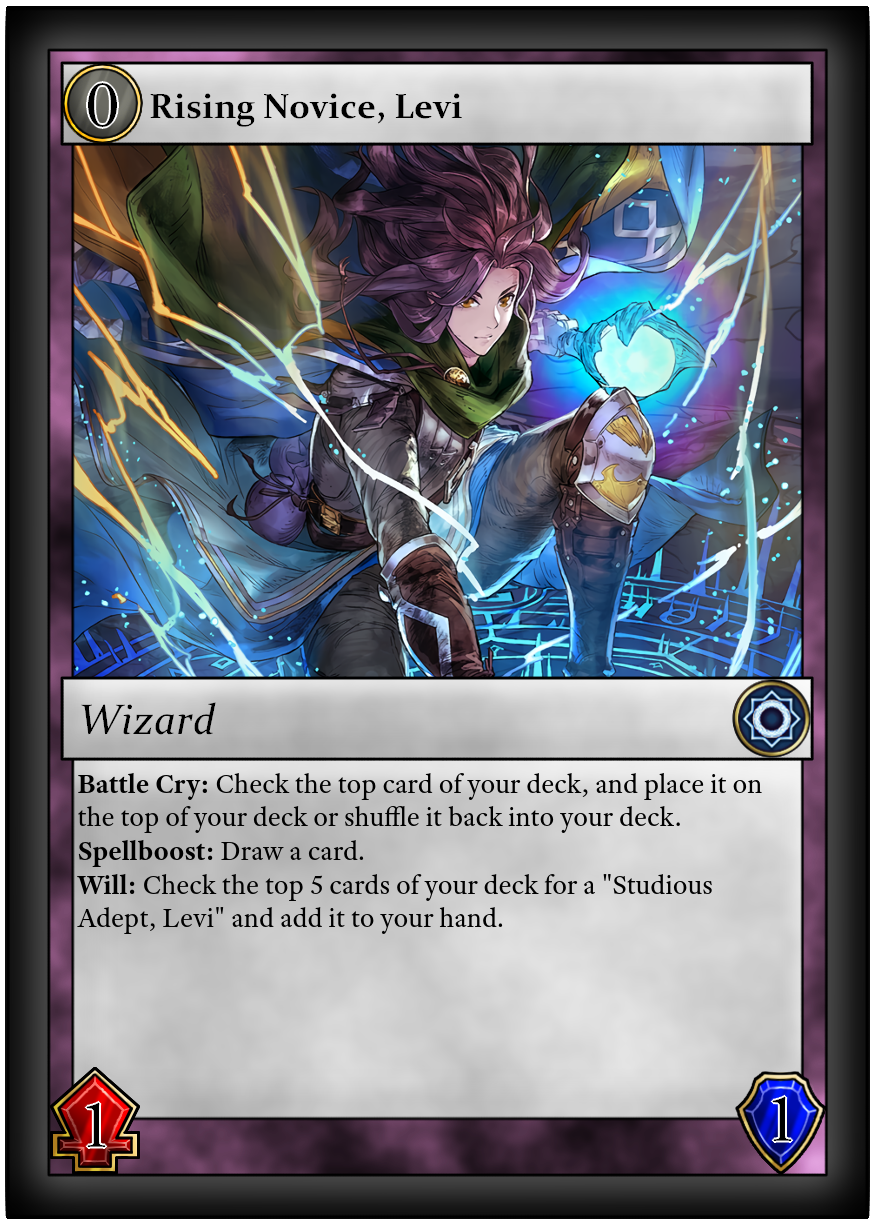 0
Rising Novice, Levi
Wizard
Battle Cry: Check the top card of your deck, and place it on
the top of your deck or shuffle it back into your deck.
Spellboost: Draw a card.
Will: Check the top 5 cards of your deck for a "Studious
Adept, Levi" and add it to your hand.
1
1